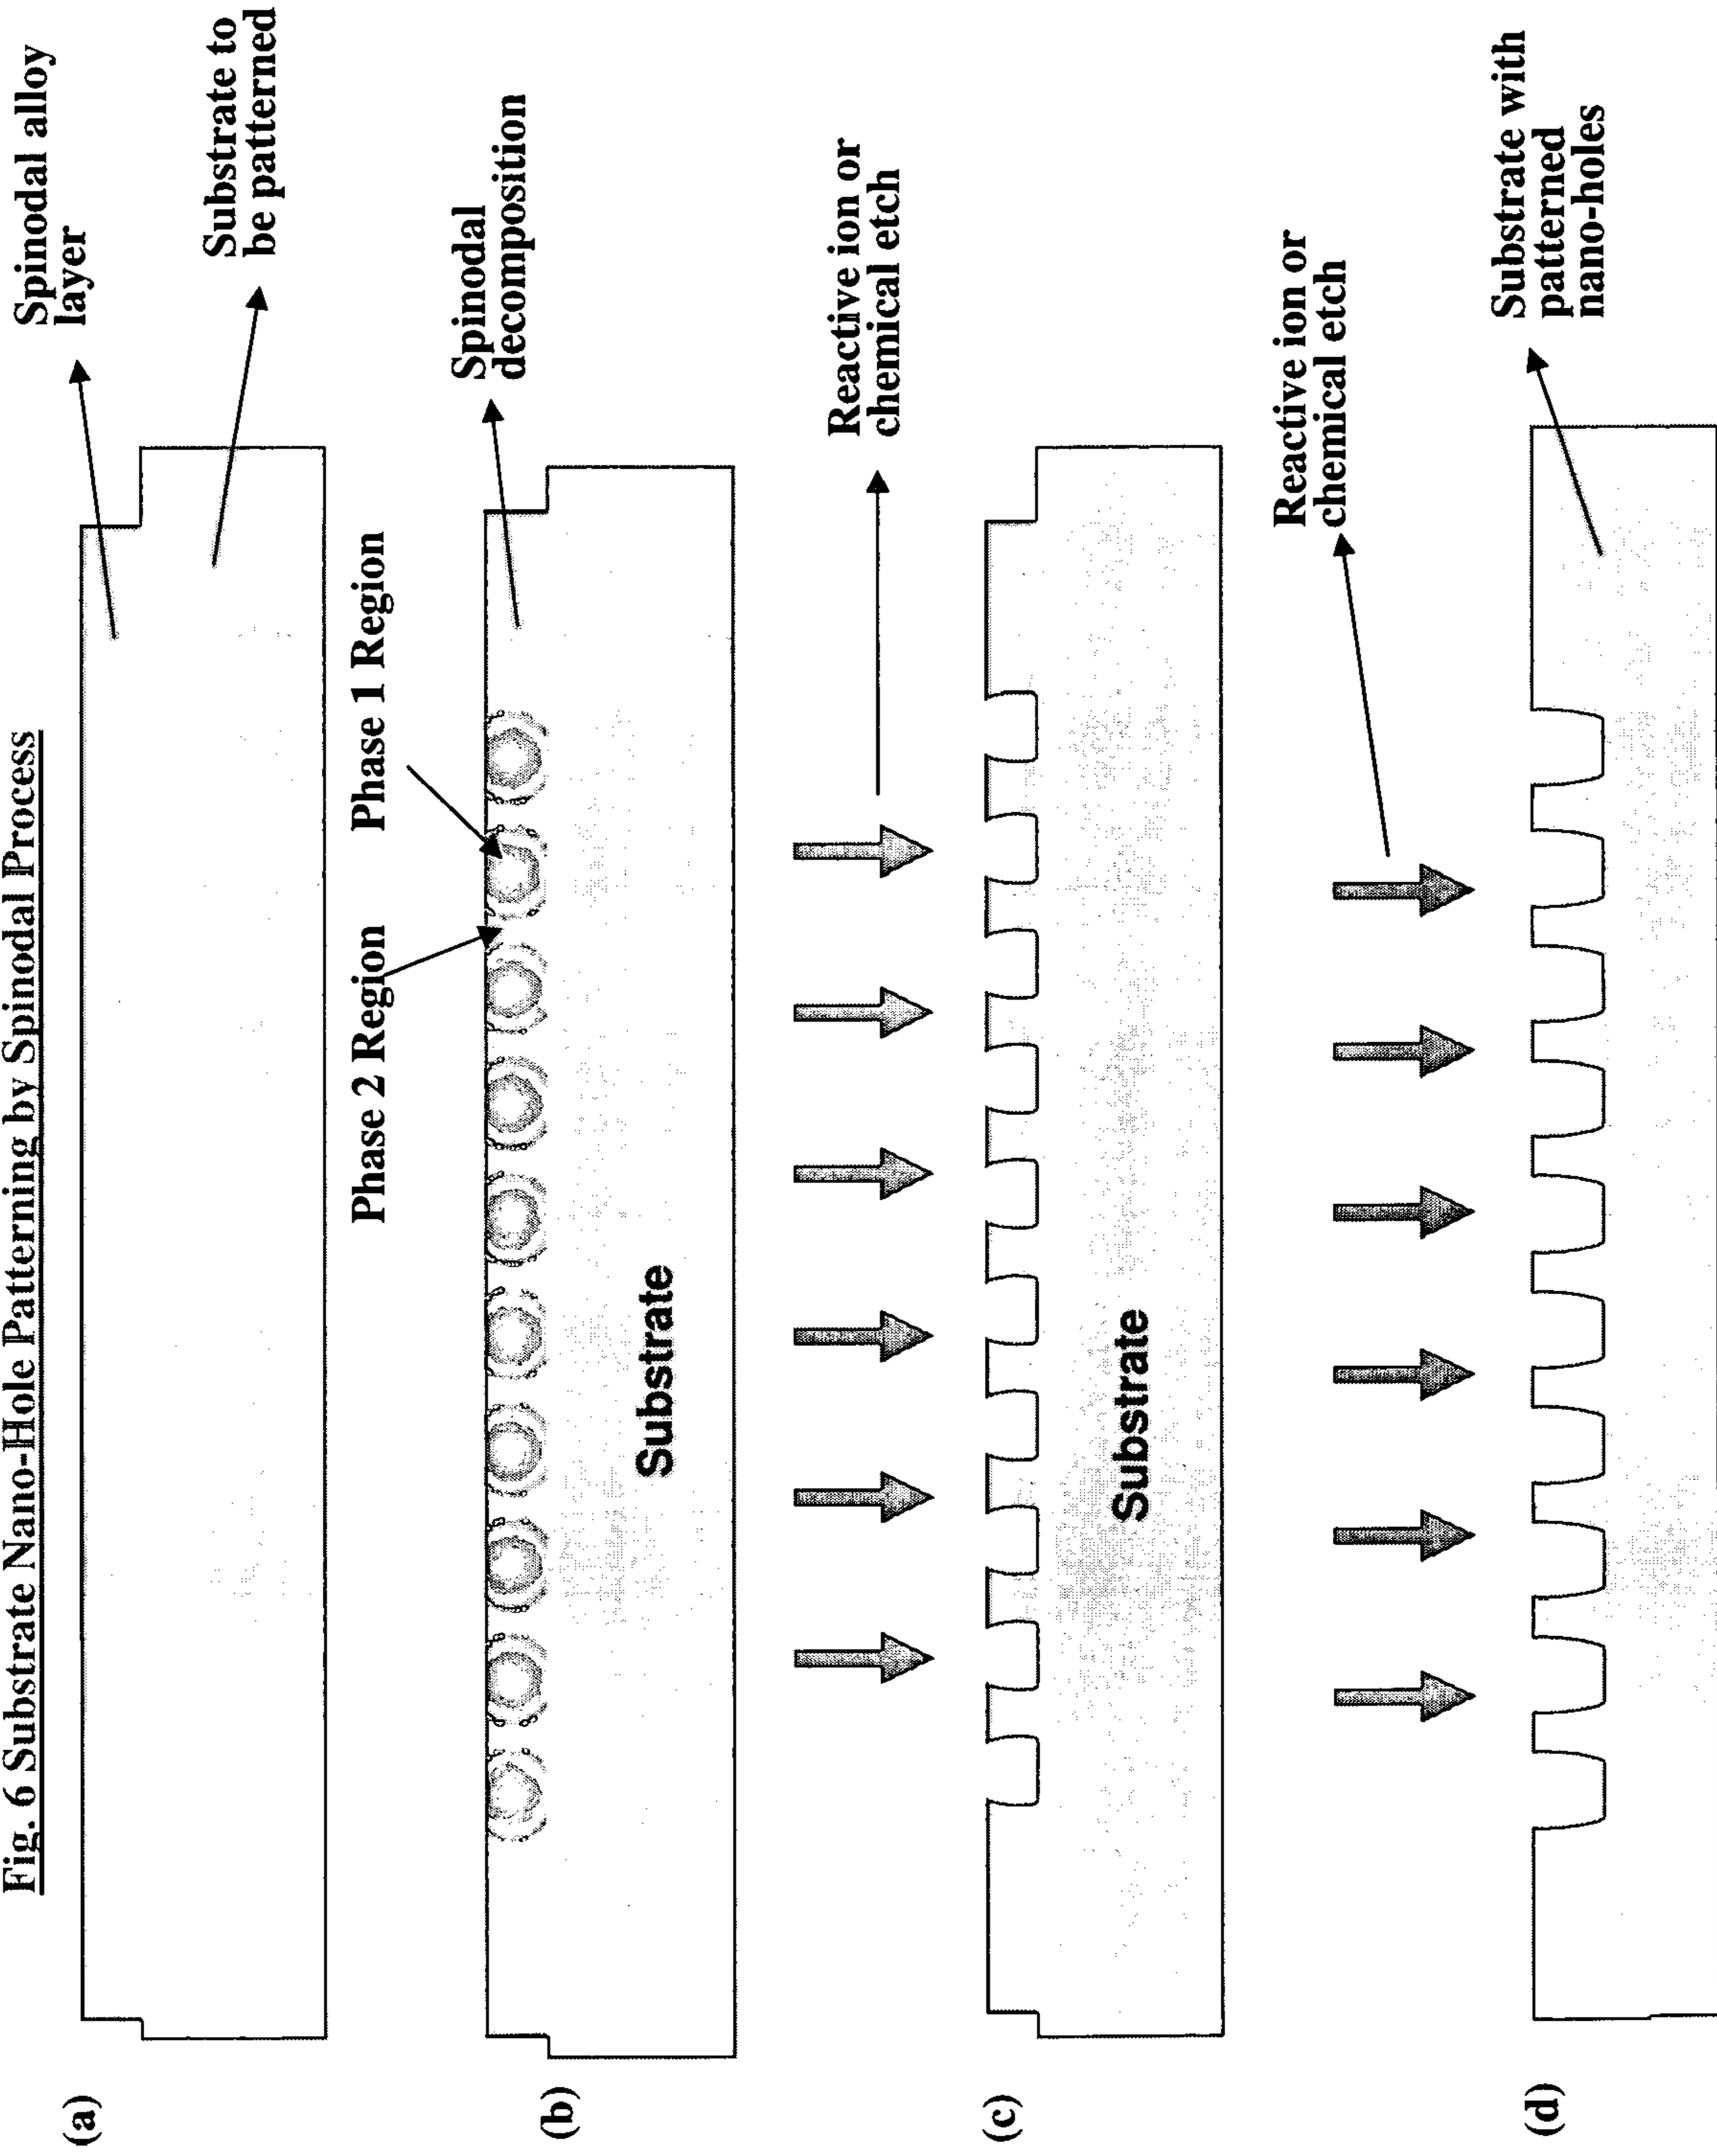 Fig. 6 Substrate Nano-Hole Patterning by Spinodal Process
(a)
Spinodal alloy
layer
Substrate to
be patterned
Phase 2 Region
Phase 1 Region
(b)
Spinodal
decomposition
Substrate
Reactive ion or
chemical etch
(c)
Substrate
Reactive ion or
chemical etch
(d)
Substrate with
patterned
nano-holes